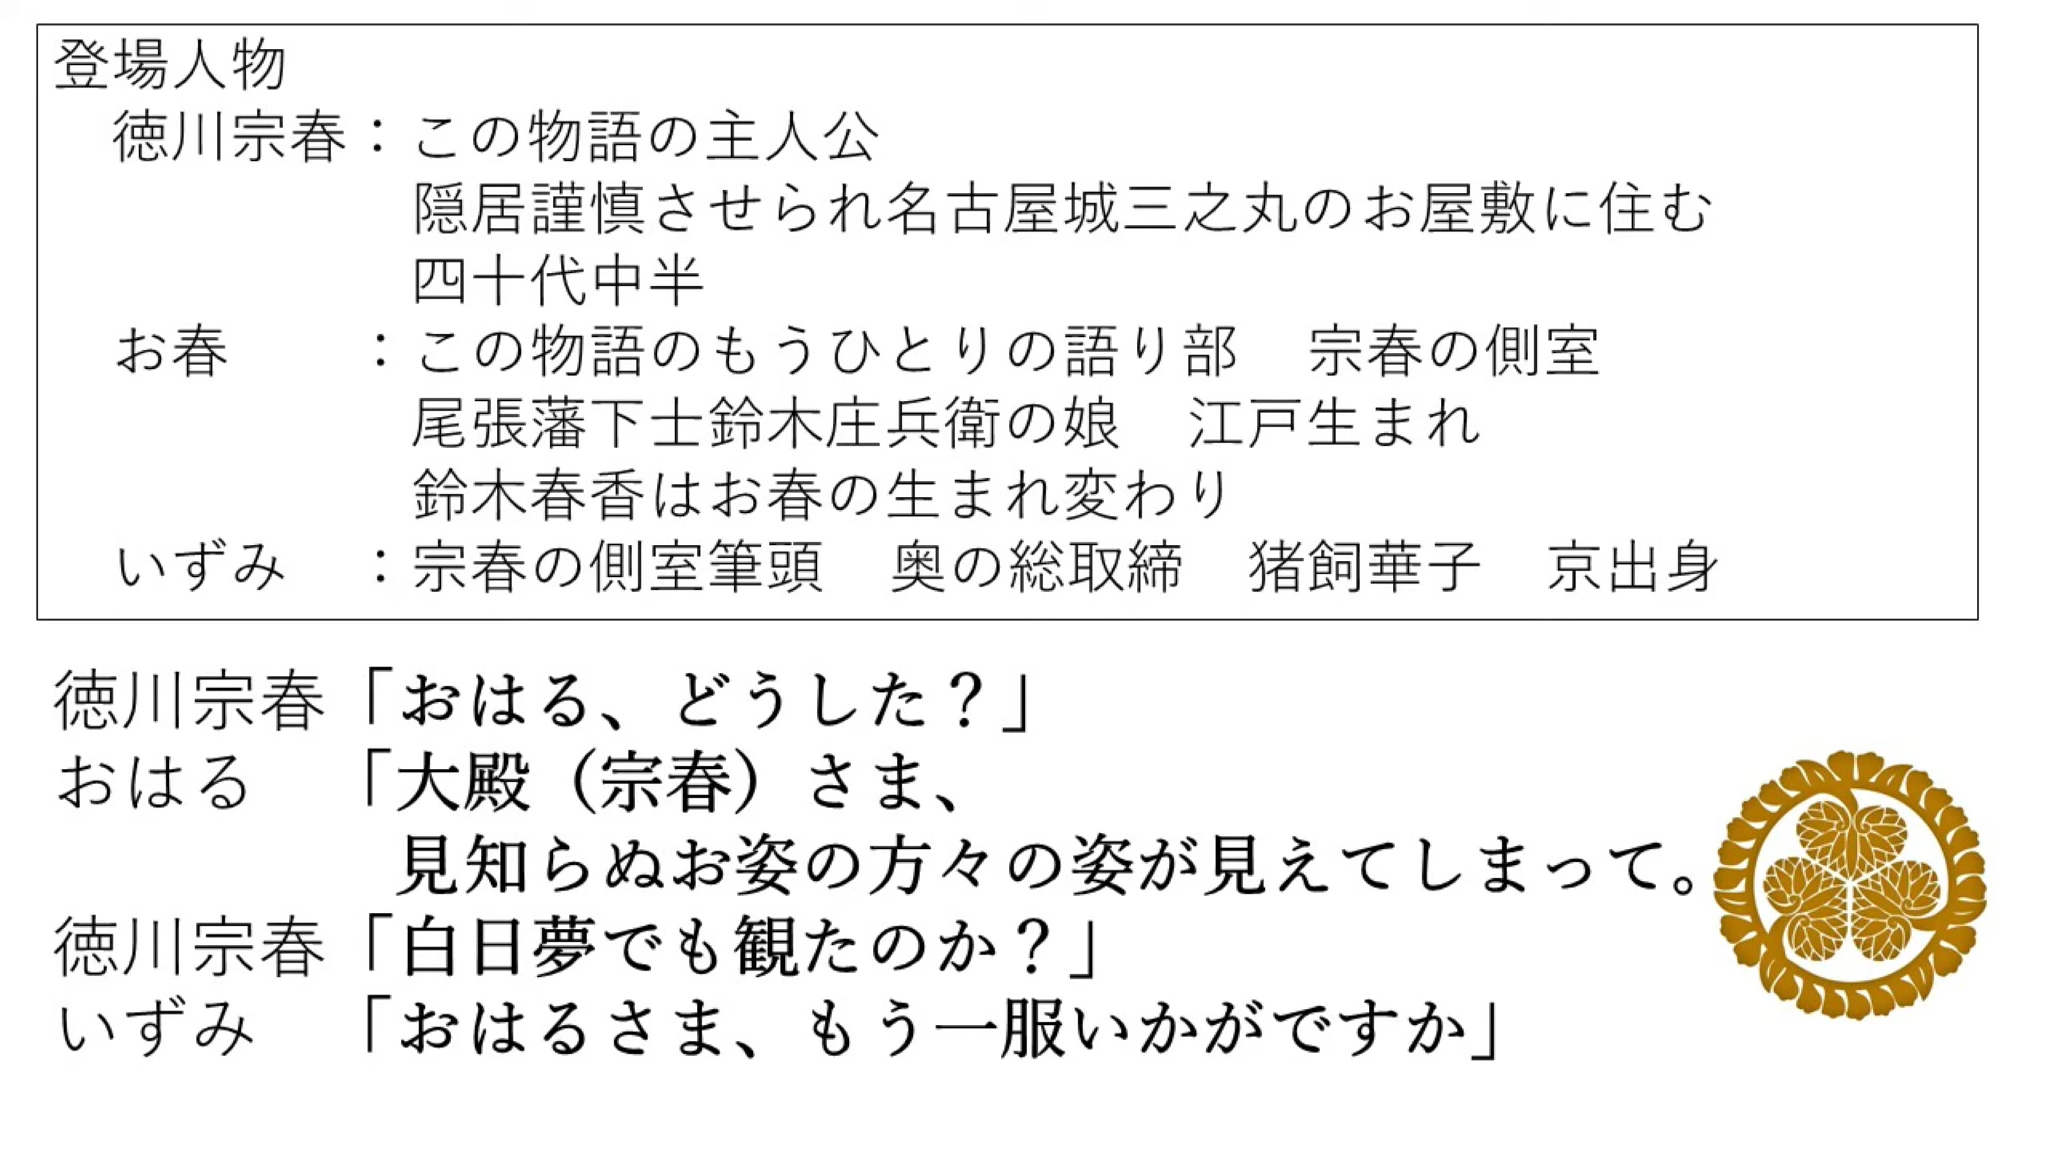 登場人物
徳川宗春：この物語の主人公
隠居謹慎させられ名古屋城三之丸のお屋敷に住む
四十代中半
お春　　：この物語のもうひとりの語り部　宗春の側室
尾張藩下士鈴木庄兵衛の娘　江戸生まれ
鈴木春香はお春の生まれ変わり
いずみ　：宗春の側室筆頭　奥の総取締　猪飼華子　京出身
徳川宗春「おはる、どうした？」
おはる　「大殿（宗春）さま、
見知らぬお姿の方々の姿が見えてしまって。
徳川宗春「白日夢でも観たのか？」
いずみ　「おはるさま、もう一服いかがですか」